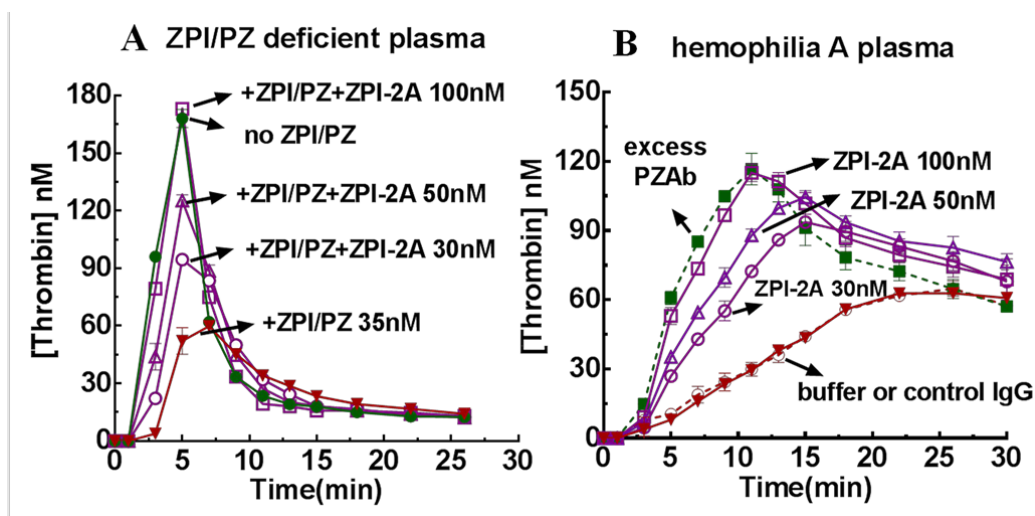 A ZPI/PZ deficient plasma
[Thrombin] nM
180
150
120
90
60
30
0
+ZPI/PZ+ZPI-2A 100nM
no ZPI/PZ
+ZPI/PZ+ZPI-2A 50nM
+ZPI/PZ+ZPI-2A 30nM
+ZPI/PZ 35nM
0 5 10 15 20 25 30
Time(min)
B hemophilia A plasma
[Thrombin] nM
150
120
90
60
30
0
excess
PZAb
ZPI-2A 100nM
ZPI-2A 50nM
ZPI-2A 30nM
buffer or control IgG
0 5 10 15 20 25 30
Time(min)